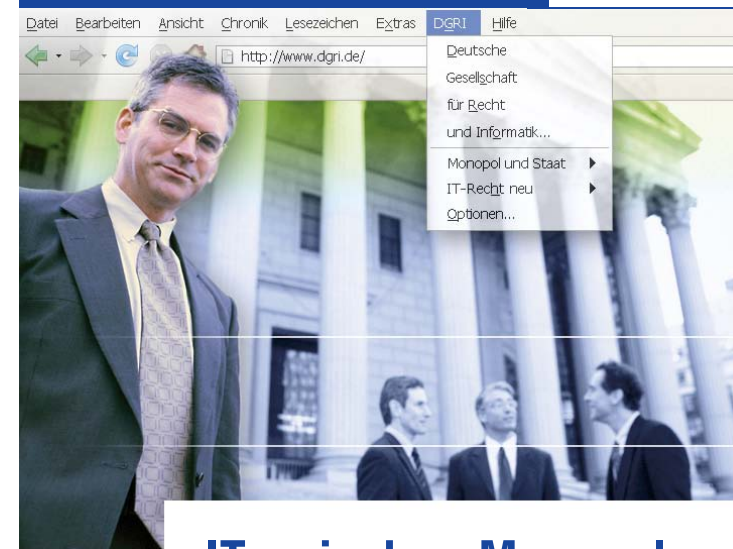 Datei Bearbeiten Ansicht Chronik Lesezeichen Extras DGRI Hilfe
http://www.dgri.de/
Deutsche
Gesellschaft
für Recht
und Informatik...
Monopol und Staat
IT-Recht neu
Optionen...